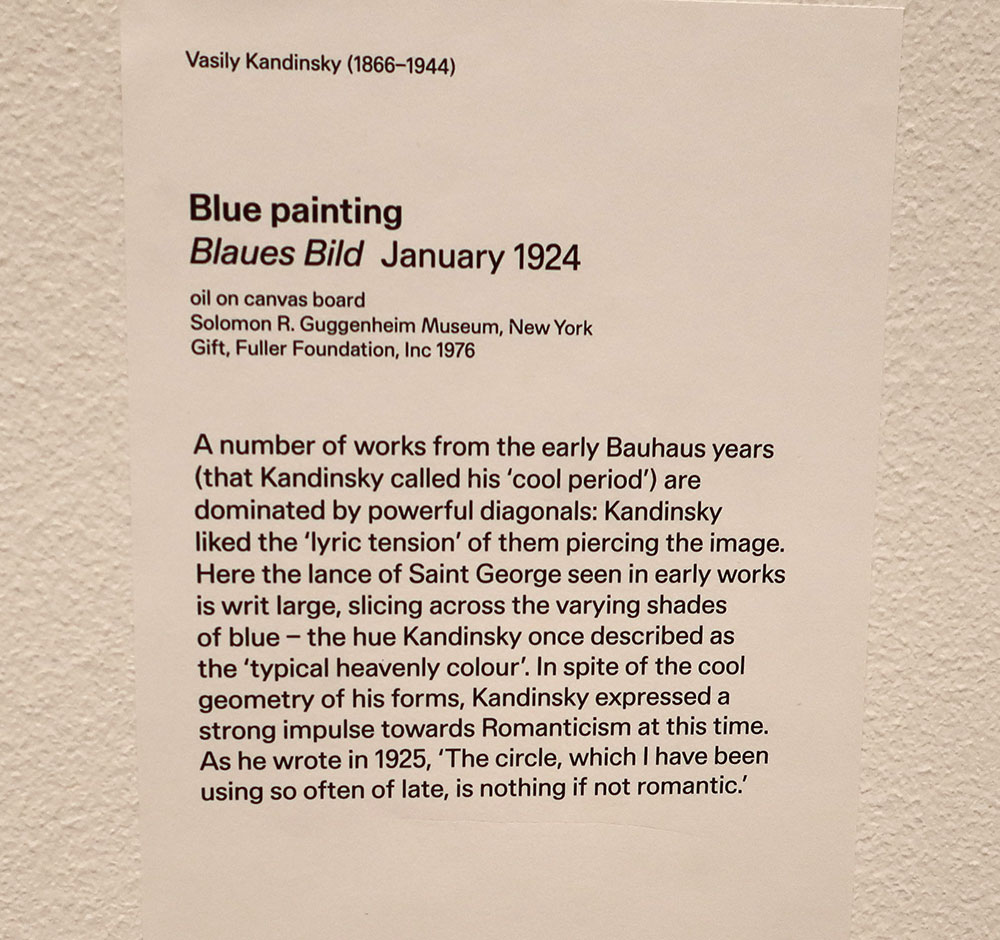 Vasily Kandinsky (1866–1944)
Blue painting
Blaues Bild January 1924
oil on canvas board
Solomon R. Guggenheim Museum, New York
Gift, Fuller Foundation, Inc 1976
A number of works from the early Bauhaus years
(that Kandinsky called his ‘cool period’) are
dominated by powerful diagonals: Kandinsky
liked the ‘lyric tension’ of them piercing the image.
Here the lance of Saint George seen in early works
is writ large, slicing across the varying shades
of blue – the hue Kandinsky once described as
the ‘typical heavenly colour’. In spite of the cool
geometry of his forms, Kandinsky expressed a
strong impulse towards Romanticism at this time.
As he wrote in 1925, ‘The circle, which I have been
using so often of late, is nothing if not romantic.’